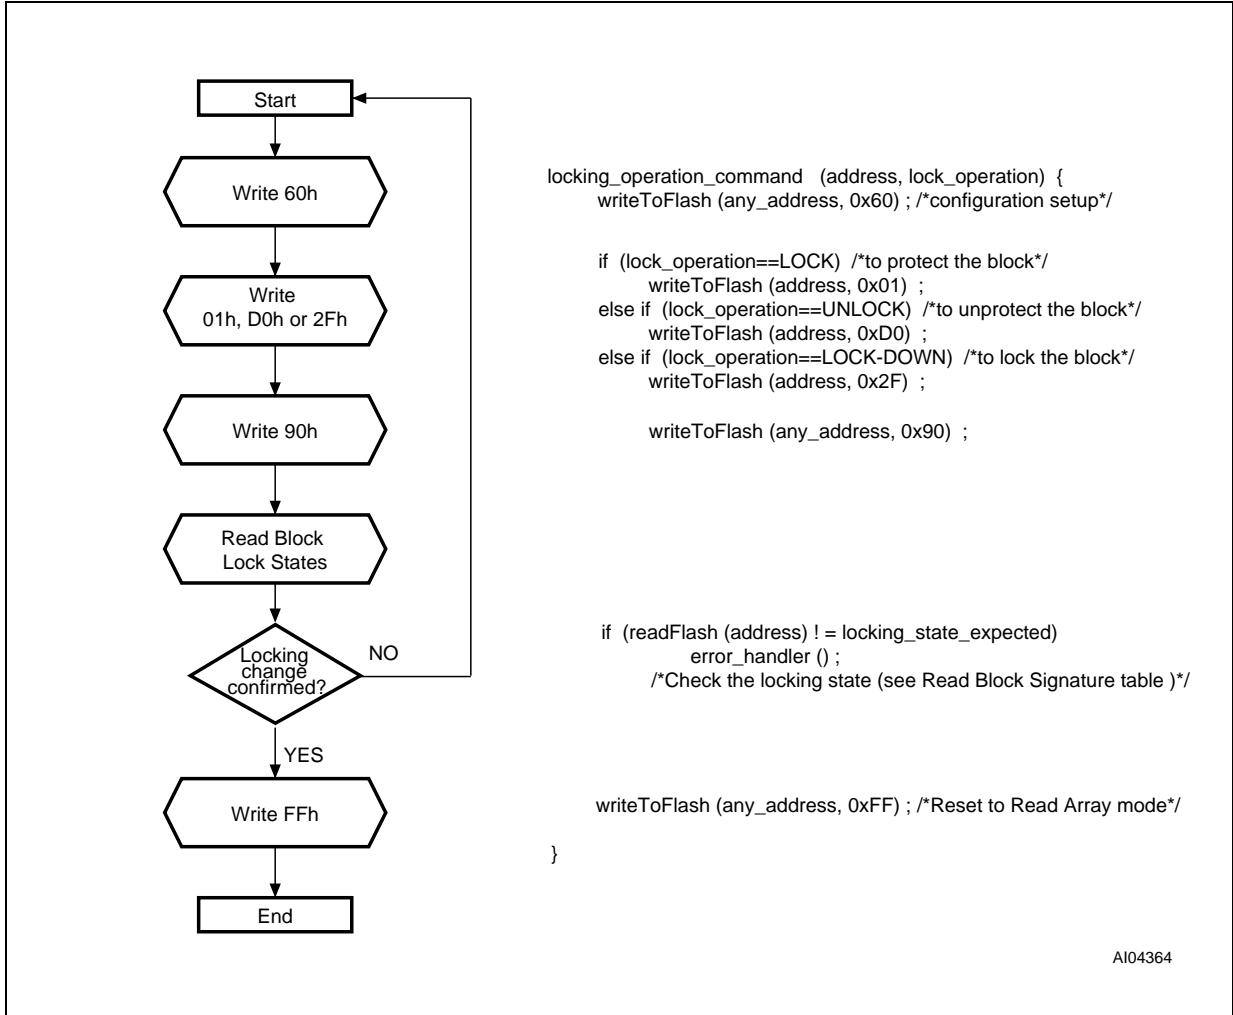 Start
Write 60h
Write
01h, D0h or 2Fh
Write 90h
Read Block
Lock States
Locking
change
confirmed?
NO
YES
Write FFh
End
locking_operation_command (address, lock_operation) {
writeToFlash (any_address, 0x60) ; /*configuration setup*/
if (lock_operation==LOCK) /*to protect the block*/
writeToFlash (address, 0x01) ;
else if (lock_operation==UNLOCK) /*to unprotect the block*/
writeToFlash (address, 0xD0) ;
else if (lock_operation==LOCK-DOWN) /*to lock the block*/
writeToFlash (address, 0x2F) ;
writeToFlash (any_address, 0x90) ;
if (readFlash (address) ! = locking_state_expected)
error_handler () ;
/*Check the locking state (see Read Block Signature table )*/
writeToFlash (any_address, 0xFF) ; /*Reset to Read Array mode*/
}
AI04364